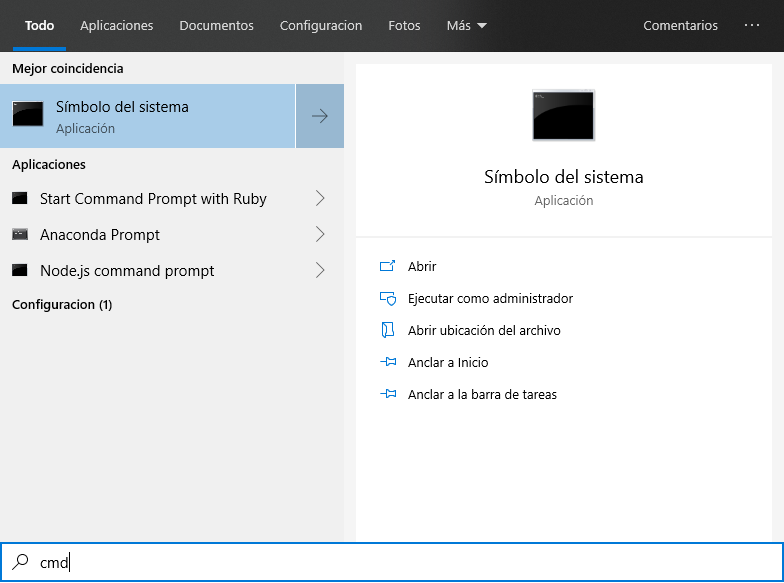 Todo Aplicaciones Documentos Configuracion Fotos Más Comentarios ...
Mejor coincidencia
Símbolo del sistema
Aplicación
Aplicaciones
Start Command Prompt with Ruby
Anaconda Prompt
Node.js command prompt
Configuracion (1)
Símbolo del sistema
Aplicación
Abrir
Ejecutar como administrador
Abrir ubicación del archivo
Anclar a Inicio
Anclar a la barra de tareas
cmd